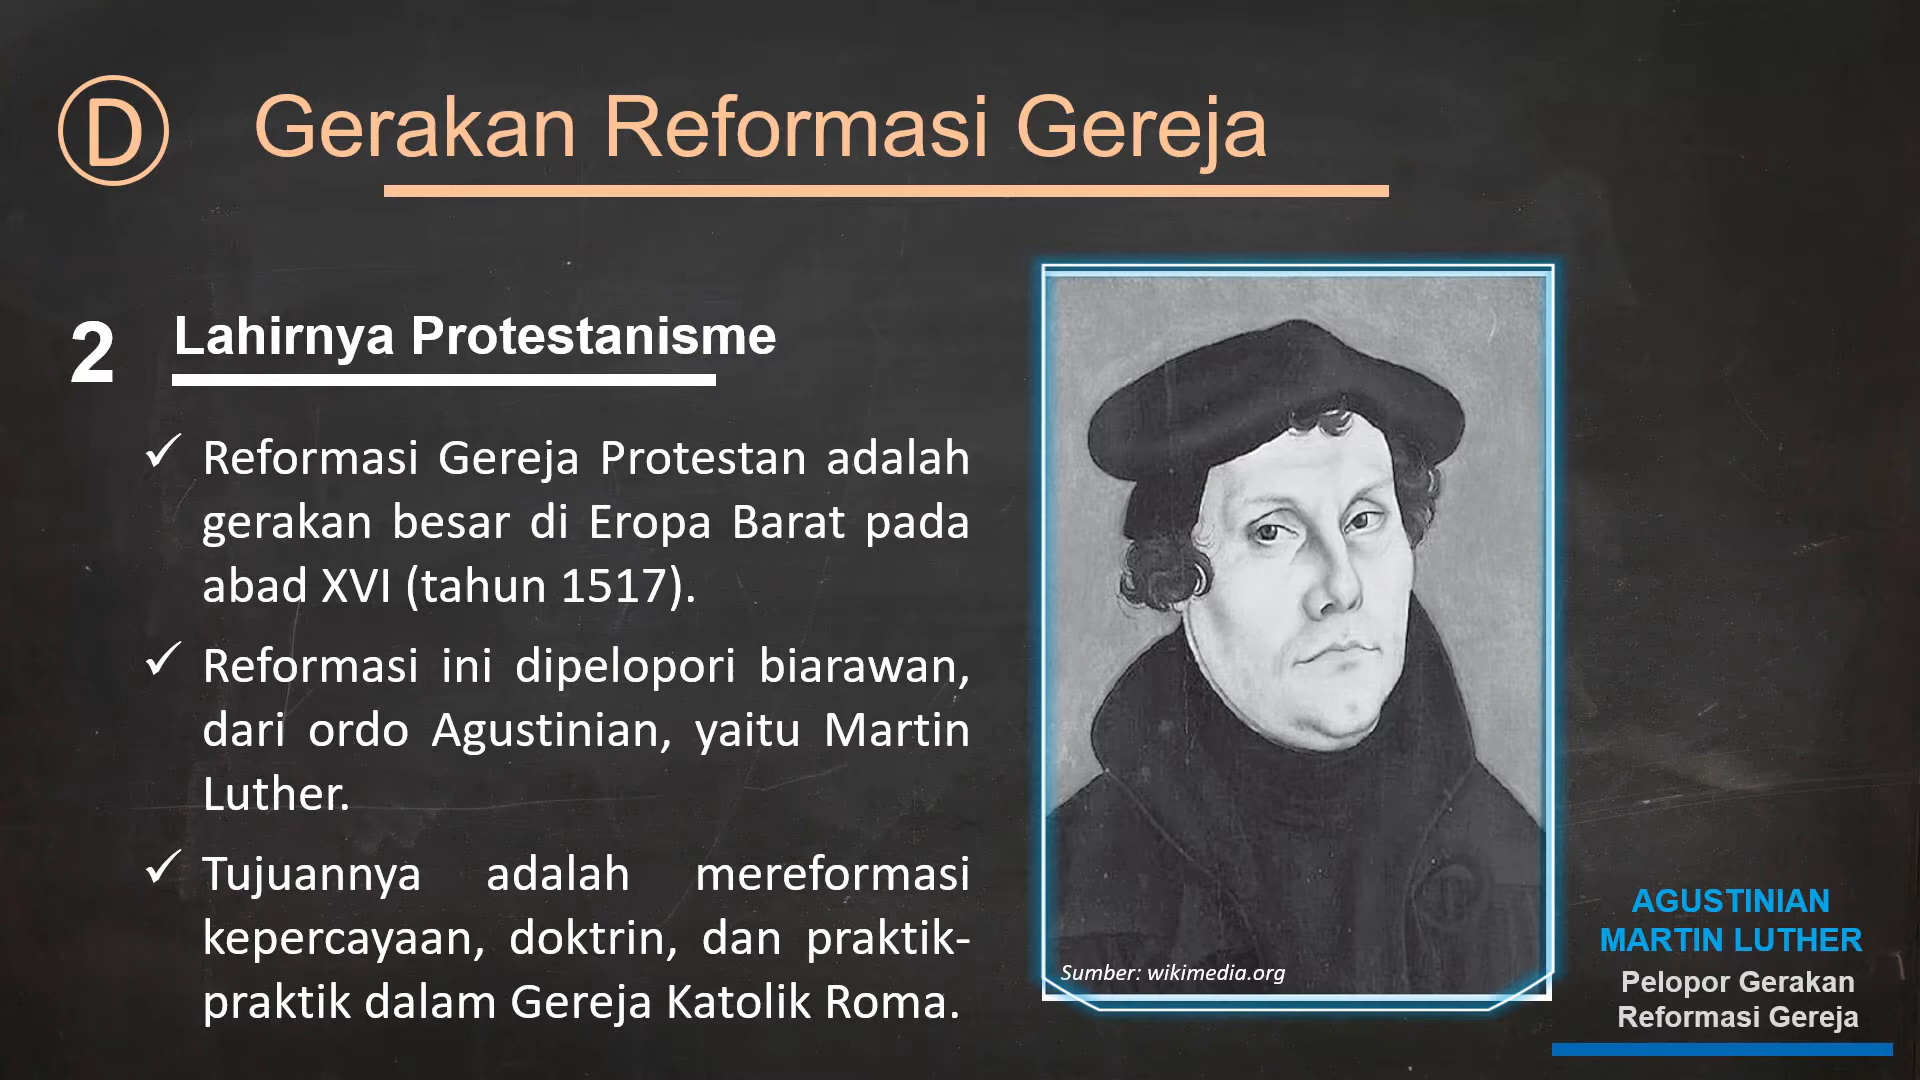 D
Gerakan Reformasi Gereja
2
Lahirnya Protestanisme
✓ Reformasi Gereja Protestan adalah
gerakan besar di Eropa Barat pada
abad XVI (tahun 1517).
✓ Reformasi ini dipelopori biarawan,
dari ordo Agustinian, yaitu Martin
Luther.
✓ Tujuannya adalah mereformasi
kepercayaan, doktrin, dan praktik-
praktik dalam Gereja Katolik Roma.
Sumber: wikimedia.org
AGUSTINIAN
MARTIN LUTHER
Pelopor Gerakan
Reformasi Gereja